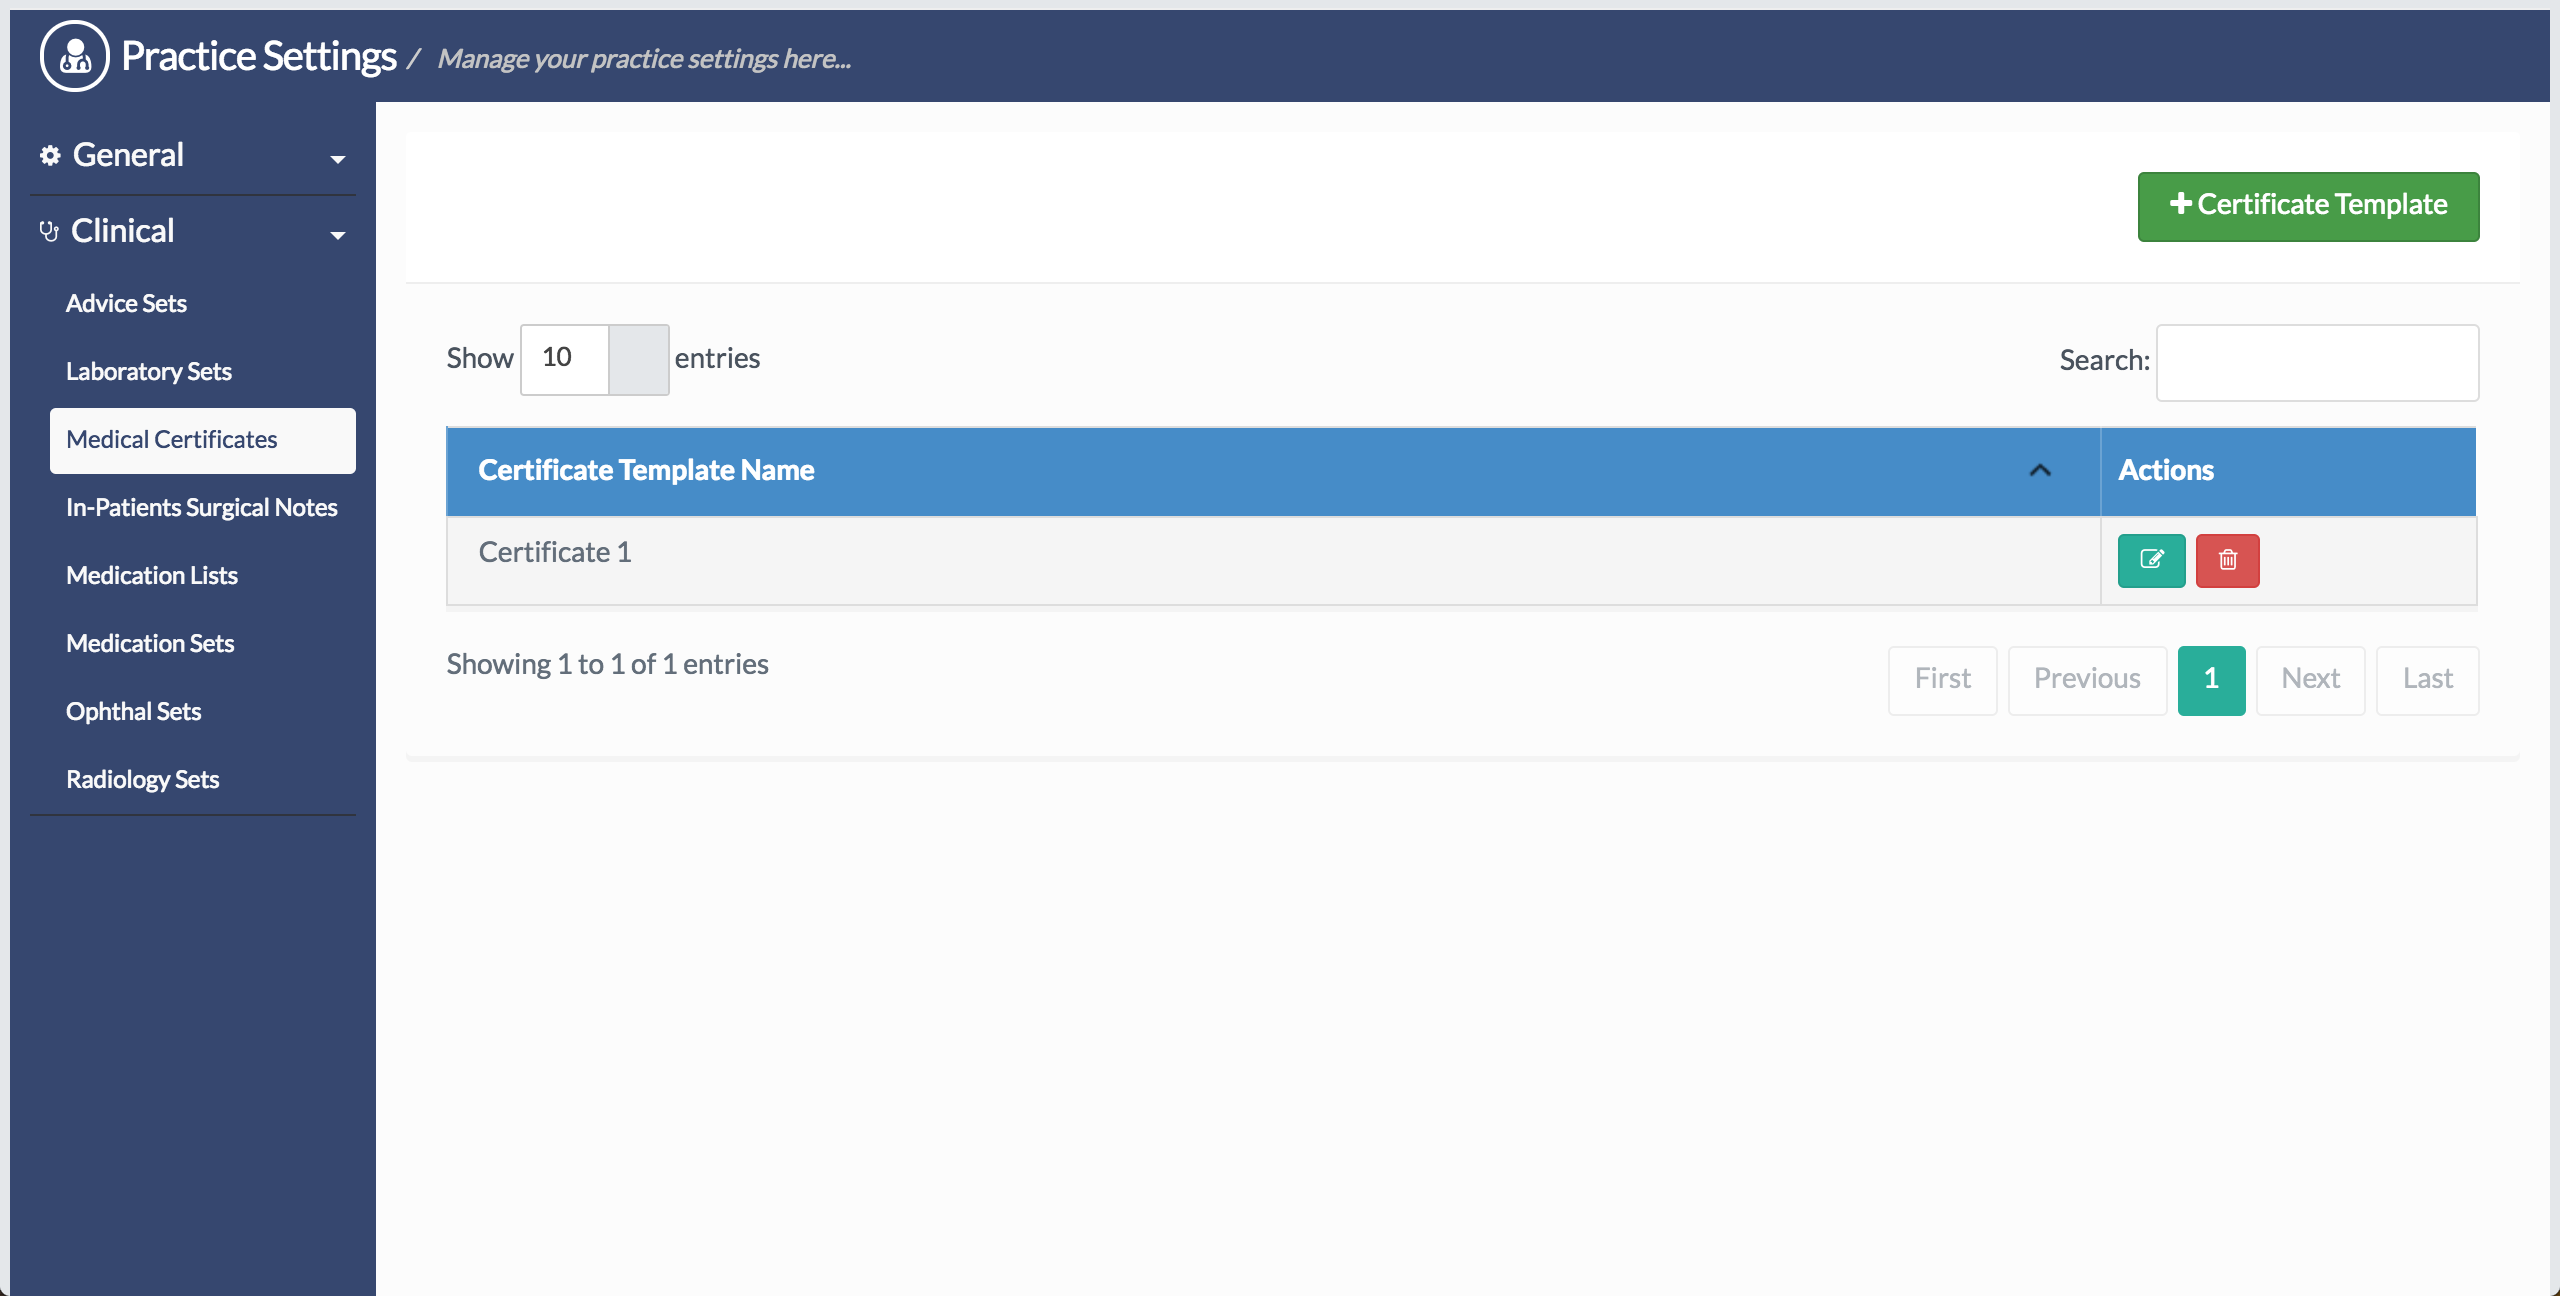 Practice Settings / Manage your practice settings here...
General
Clinical
Advice Sets
Laboratory Sets
Medical Certificates
In-Patients Surgical Notes
Medication Lists
Medication Sets
Ophthal Sets
Radiology Sets
Certificate Template
Show 10 entries
Search:
Certificate Template Name Actions
Certificate 1
Showing 1 to 1 of 1 entries
First Previous 1 Next Last